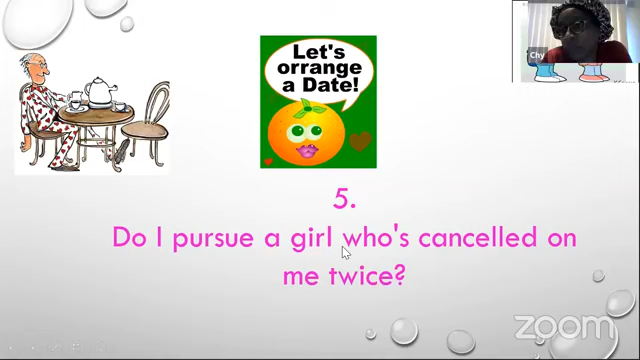 Let's
orrange
a Date!
Chy
5.
Do I pursue a girl who's cancelled on
me twice?
zoom